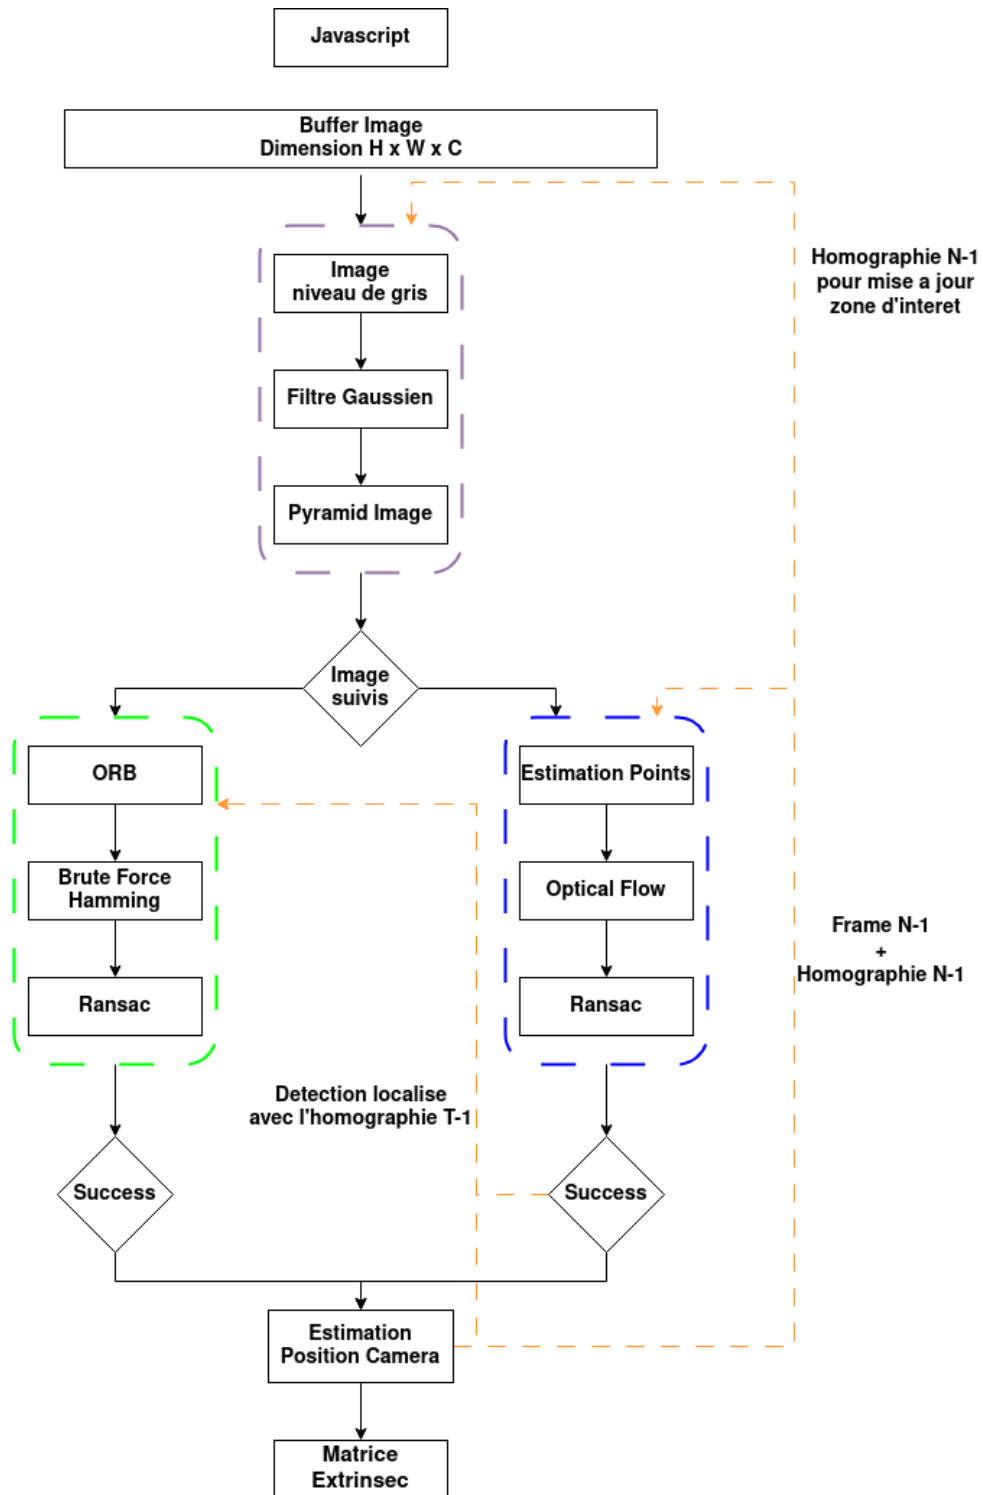 Javascript
Buffer Image
Dimension H x W x C
Homographie N-1
pour mise a jour
zone d'interet
Image
niveau de gris
Filtre Gaussien
Pyramid Image
Image
suivis
ORB
Estimation Points
Brute Force
Hamming
Optical Flow
Frame N-1
+
Homographie N-1
Ransac
Ransac
Detection localise
avec l'homographie T-1
Success
Success
Estimation
Position Camera
Matrice
Extrinsec